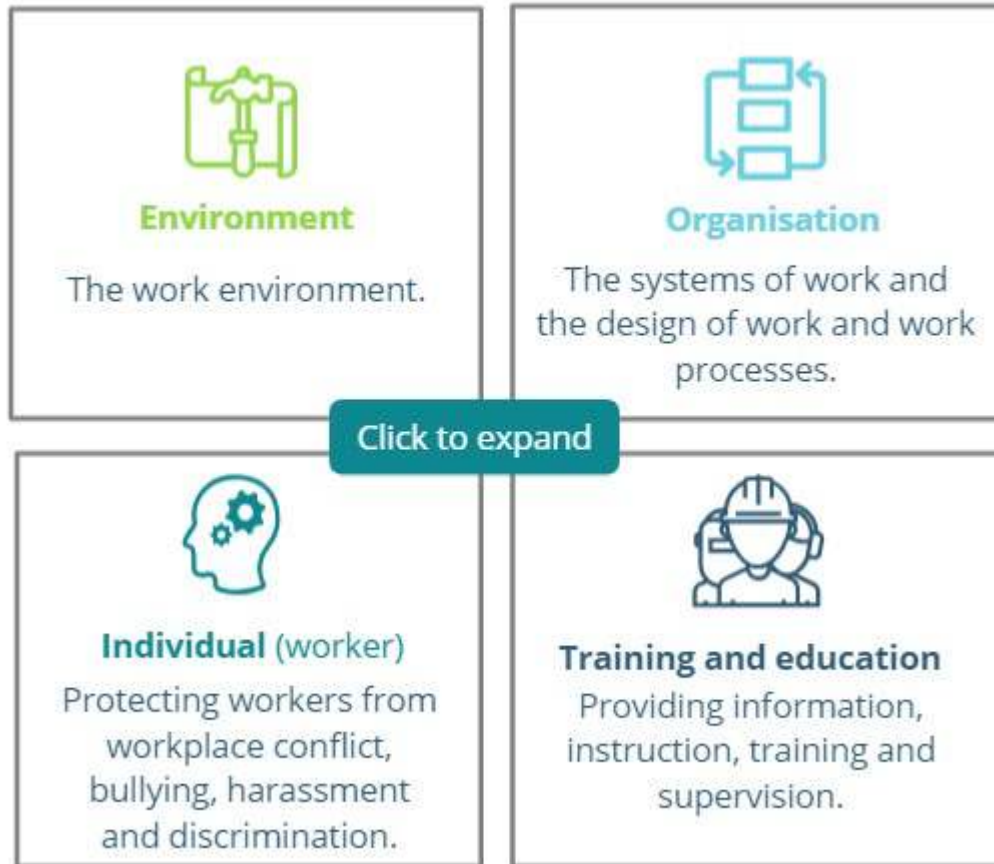 Environment
The work environment.
Organisation
The systems of work and
the design of work and work
processes.
Click to expand
Individual (worker)
Protecting workers from
workplace conflict,
bullying, harassment
and discrimination.
Training and education
Providing information,
instruction, training and
supervision.